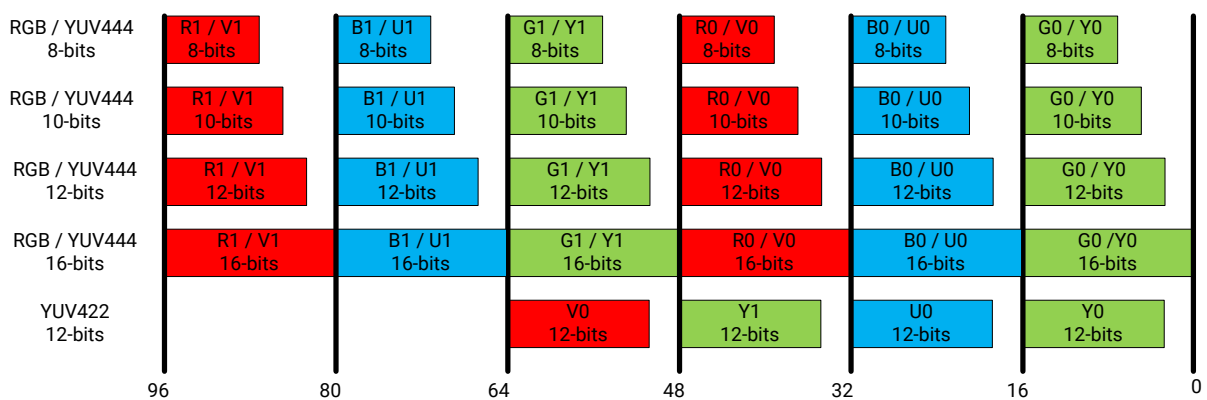 RGB / YUV444
8-bits
R1 / V1
8-bits
B1 / U1
8-bits
G1 / Y1
8-bits
R0 / V0
8-bits
B0 / U0
8-bits
G0 / Y0
8-bits
RGB / YUV444
10-bits
R1 / V1
10-bits
B1 / U1
10-bits
G1 / Y1
10-bits
R0 / V0
10-bits
B0 / U0
10-bits
G0 / Y0
10-bits
RGB / YUV444
12-bits
R1 / V1
12-bits
B1 / U1
12-bits
G1 / Y1
12-bits
R0 / V0
12-bits
B0 / U0
12-bits
G0 /Y0
12-bits
RGB / YUV444
16-bits
R1 / V1
16-bits
B1 / U1
16-bits
G1 / Y1
16-bits
R0 / V0
16-bits
B0 / U0
16-bits
G0 /Y0
16-bits
YUV422
12-bits
V0
12-bits
Y1
12-bits
U0
12-bits
Y0
12-bits
96
80
64
48
32
16
0